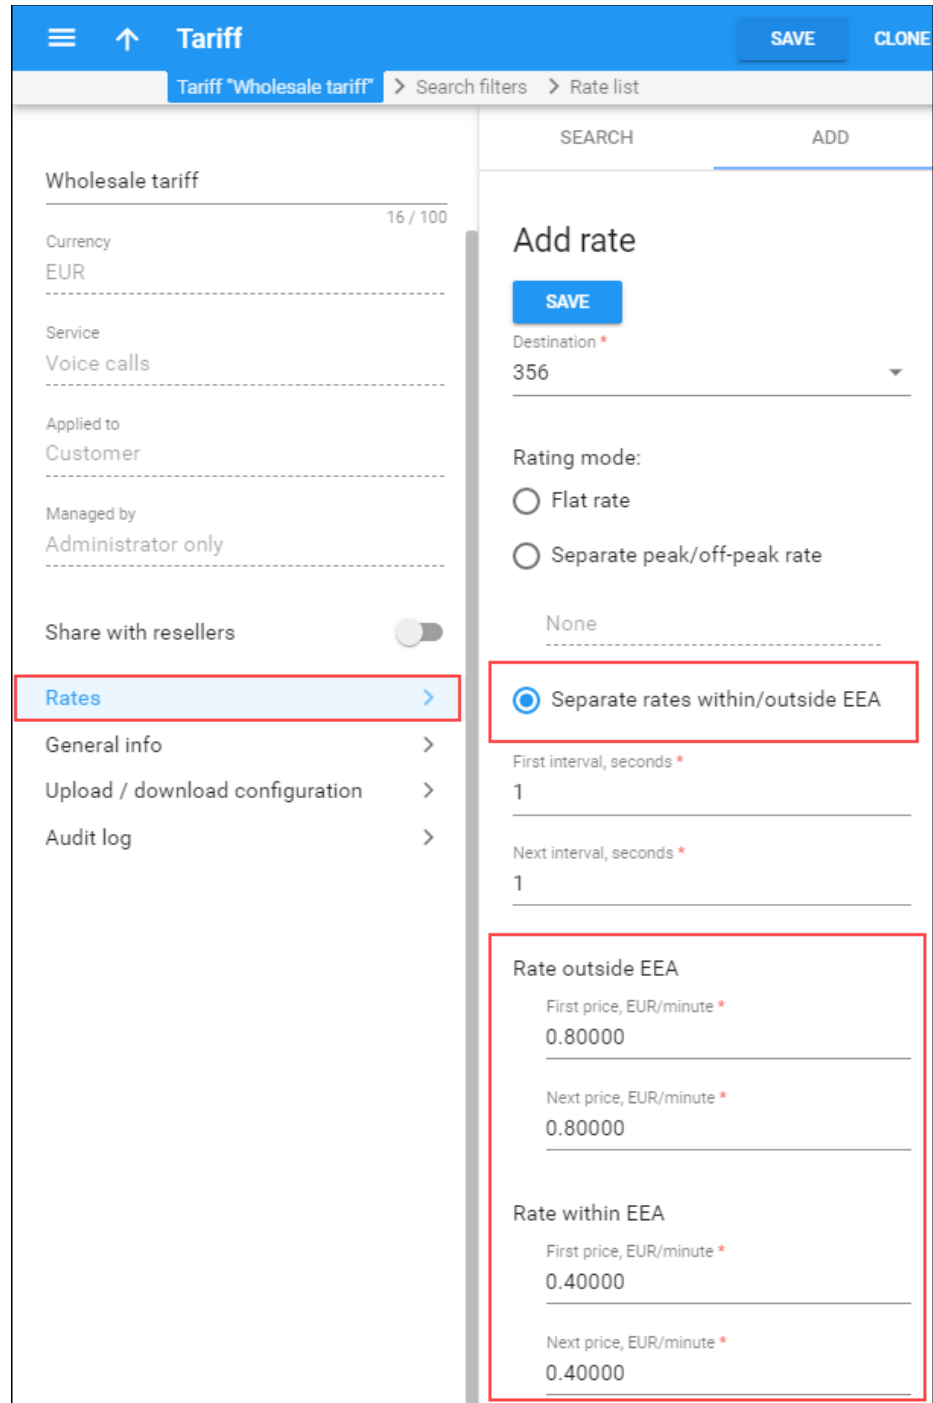 Tariff
SAVE
CLONE
Tariff "Wholesale tariff"
Search filters
Rate list
Wholesale tariff
16 / 100
Currency
EUR
Service
Voice calls
Applied to
Customer
Managed by
Administrator only
Share with resellers
Rates
General info
Upload / download configuration
Audit log
SEARCH
ADD
Add rate
SAVE
Destination *
356
Rating mode:
Flat rate
Separate peak/off-peak rate
None
Separate rates within/outside EEA
First interval, seconds *
1
Next interval, seconds *
1
Rate outside EEA
First price, EUR/minute *
0.80000
Next price, EUR/minute *
0.80000
Rate within EEA
First price, EUR/minute *
0.40000
Next price, EUR/minute *
0.40000